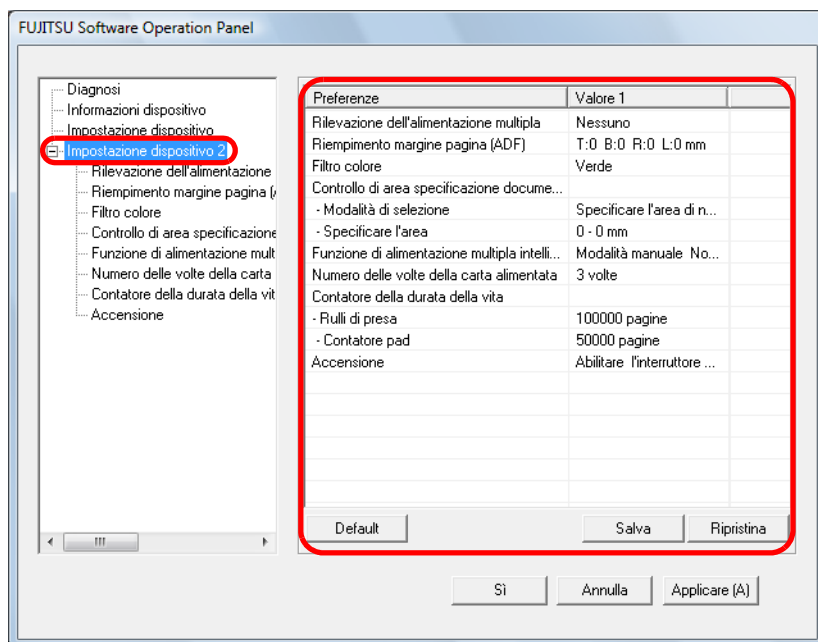 FUJITSU Software Operation Panel
Diagnosi
Informazioni dispositivo
Impostazione dispositivo
Impostazione dispositivo 2
Rilevazione dell'alimentazione
Riempimento margine pagina (A
Filtro colore
Controllo di area specificazione
Funzione di alimentazione mult
Numero delle volte della carta
Contatore della durata della vit
Accensione
Preferenze Valore 1
Rilevazione dell'alimentazione multipla Nessuno
Riempimento margine pagina (ADF) T:0 B:0 R:0 L:0 mm
Filtro colore Verde
Controllo di area specificazione docume...
- Modalità di selezione Specificare l'area di n...
- Specificare l'area 0 - 0 mm
Funzione di alimentazione multipla intelli... Modalità manuale No...
Numero delle volte della carta alimentata 3 volte
Contatore della durata della vita
- Rulli di presa 100000 pagine
- Contatore pad 50000 pagine
Accensione Abilitare l'interruttore ...
Default Salva Ripristina
Sì Annulla Applicare (A)